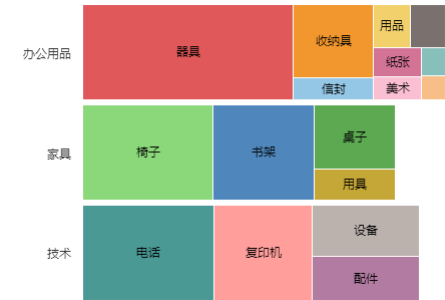 办公用品
器具
收纳具
信封
用品
纸张
美术
家具
椅子
书架
桌子
用具
技术
电话
复印机
设备
配件